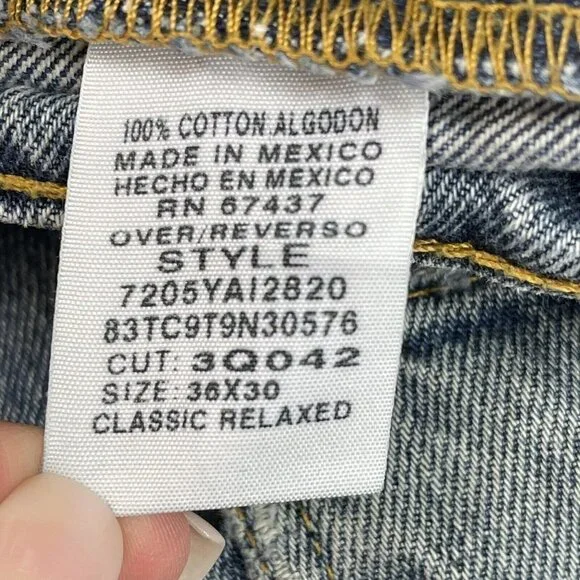 100% COTTON ALGODON
MADE IN MEXICO
HECHO EN MEXICO
RN 67437
OVER/REVERSO
STYLE
7205YAI2820
83TC9T9N30576
CUT: 3Q042
SIZE: 36X30
CLASSIC RELAXED